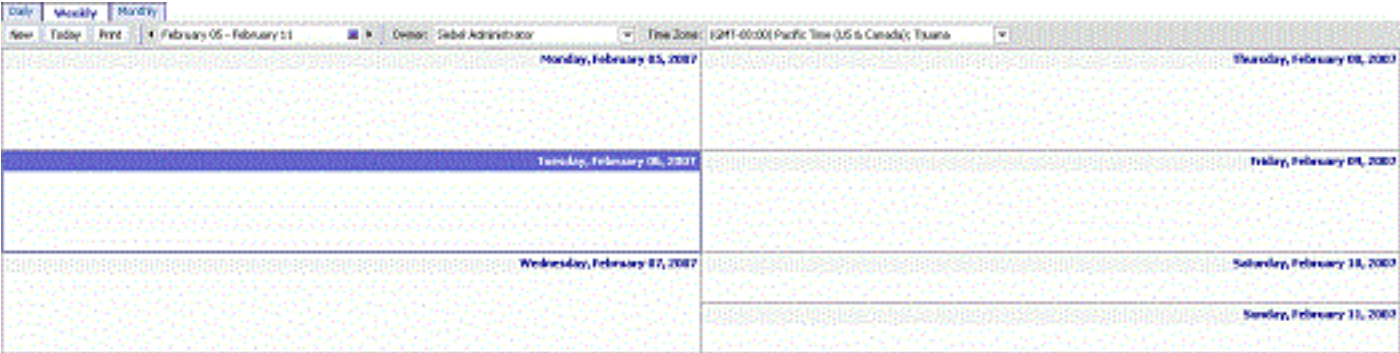 Daily Weekly Monthly
New Today Print February 05 - February 11 Owner: Siebel Administrator Time Zone: (GMT-08:00) Pacific Time (US & Canada); Tijuana
Monday, February 05, 2007
Tuesday, February 06, 2007
Wednesday, February 07, 2007
Thursday, February 08, 2007
Friday, February 09, 2007
Saturday, February 10, 2007
Sunday, February 11, 2007